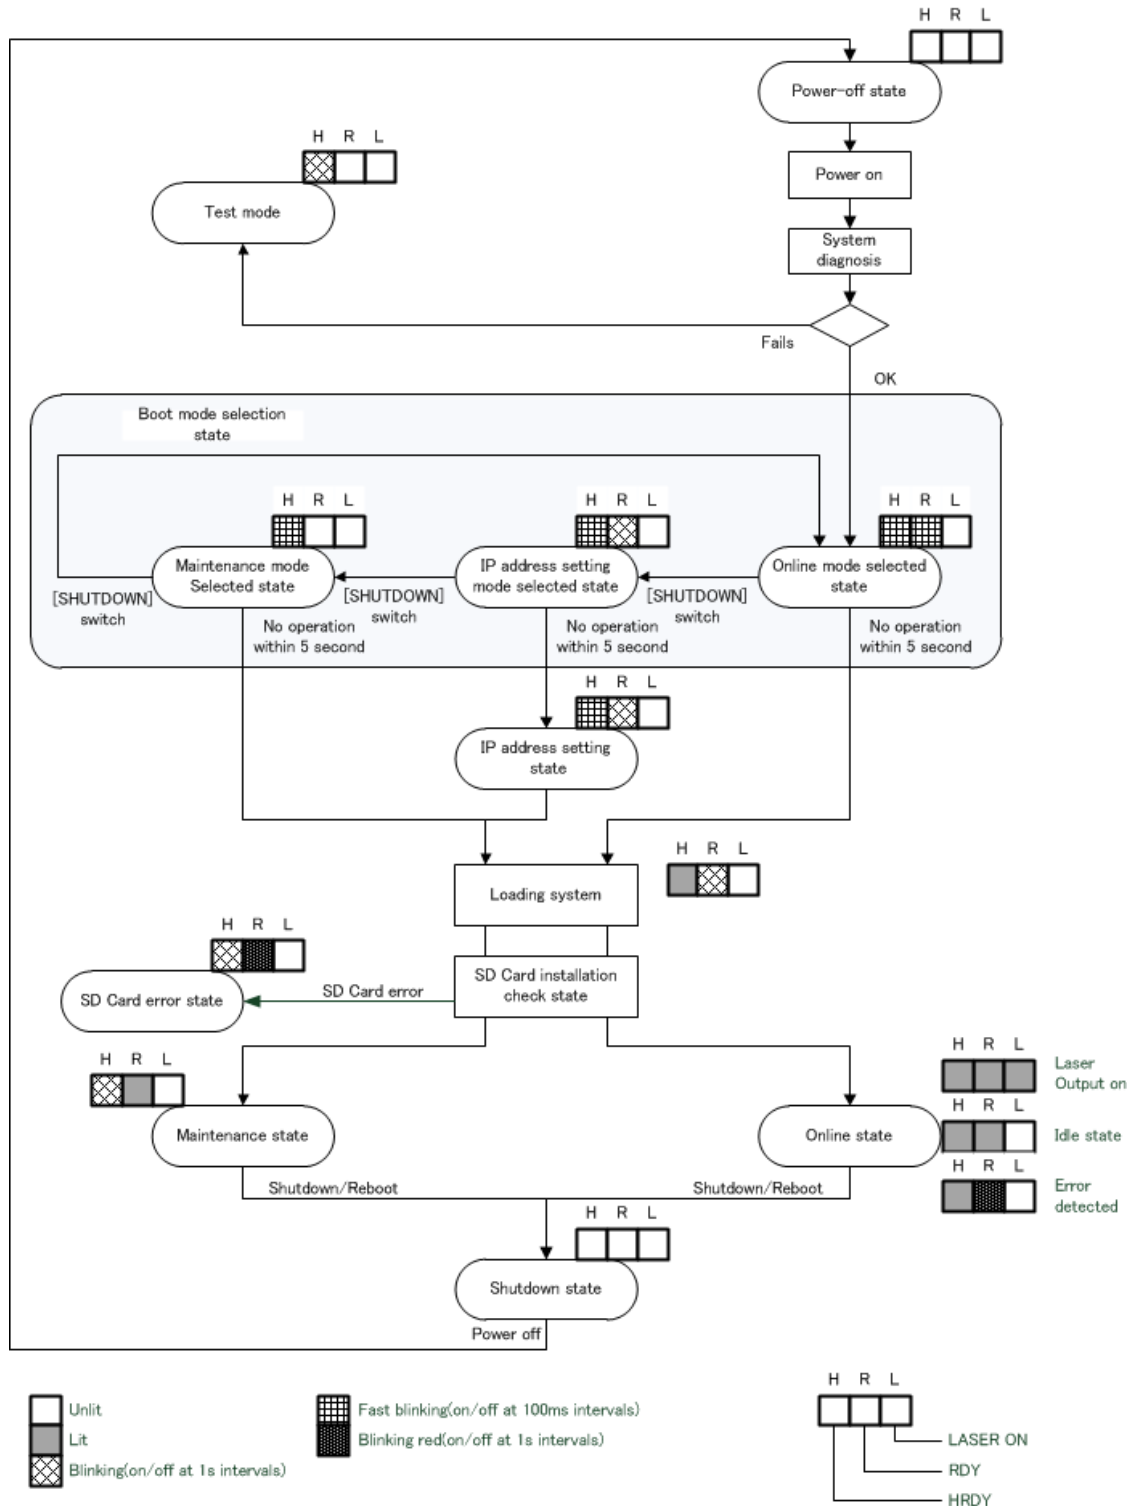 H R L
Power-off state
H R L
Power on
Test mode
System
diagnosis
Fails
OK
Boot mode selection
state
H R L
H R L
H R L
Maintenance mode
Selected state
IP address setting
mode selected state
Online mode selected
state
[SHUTDOWN]
switch
[SHUTDOWN]
switch
[SHUTDOWN]
switch
No operation
within 5 second
No operation
within 5 second
No operation
within 5 second
H R L
IP address setting
state
H R L
Loading system
H R L
SD Card installation
check state
SD Card error
SD Card error state
H R L
H R L
Laser
Output on
H R L
Maintenance state
Online state
Idle state
H R L
Error
detected
Shutdown/Reboot
Shutdown/Reboot
H R L
Shutdown state
Power off
H R L
Unlit
Fast blinking(on/off at 100ms intervals)
Lit
Blinking red(on/off at 1s intervals)
LASER ON
Blinking(on/off at 1s intervals)
RDY
HRDY